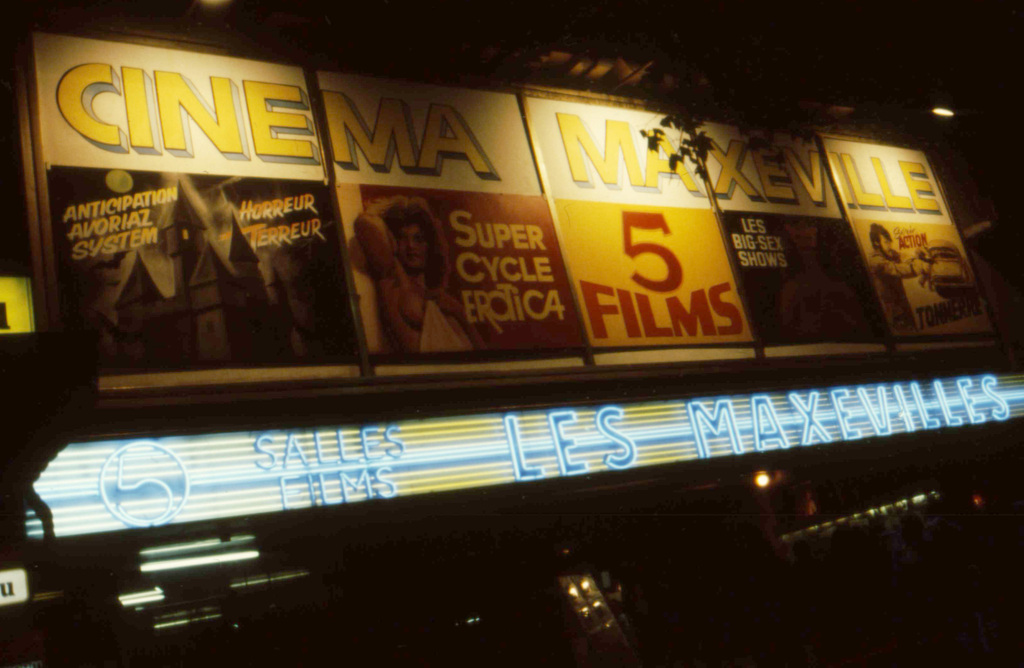 CINEMA MAXEVILLE
ANTICIPATION
AVORIAZ
SYSTEM
HORREUR
TERREUR
SUPER
CYCLE
EROTICA
5
FILMS
LES
BIG-SEX
SHOWS
ACTION
TONNERRE
5
SALLES
FILMS
LES MAXEVILLES
u